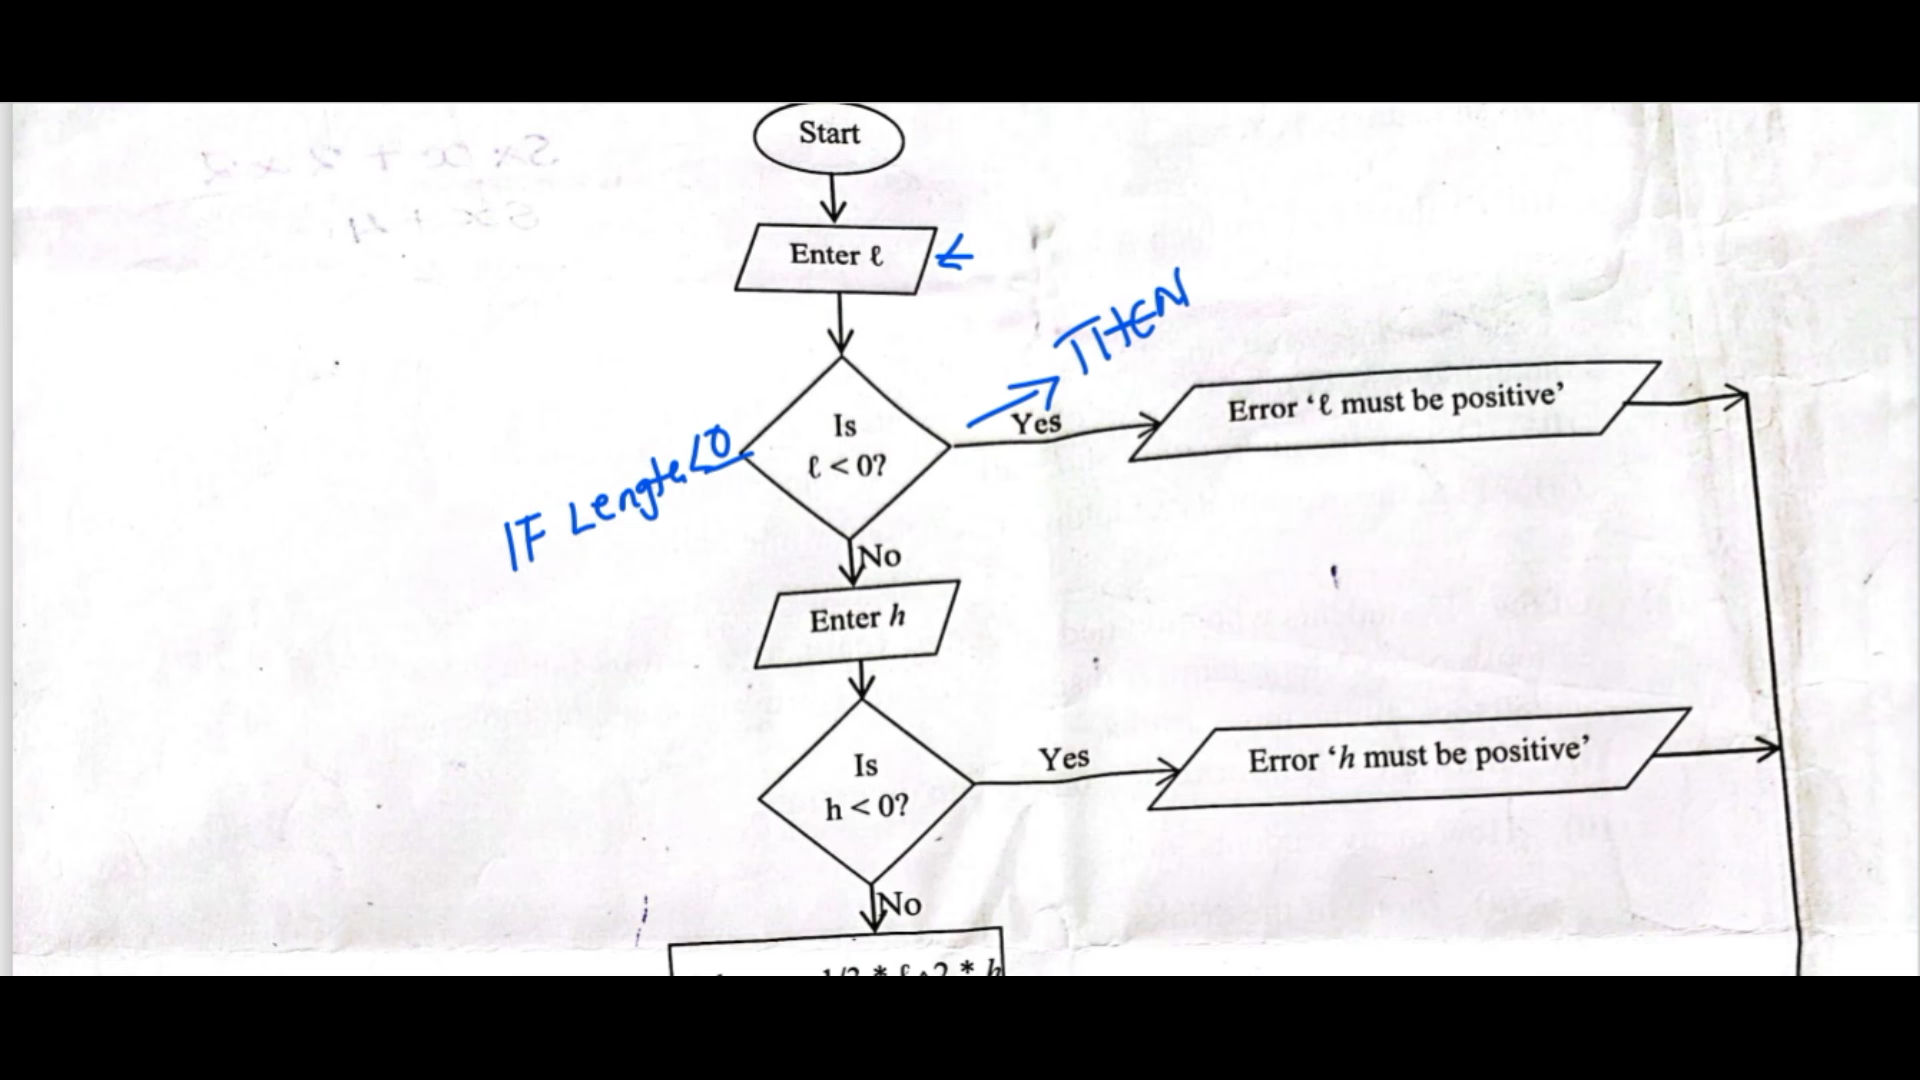 Start
Enter ℓ
THEN
Is
ℓ < 0?
Yes
Error ‘ℓ must be positive’
IF Length<0
No
Enter h
Is
h < 0?
Yes
Error ‘h must be positive’
No